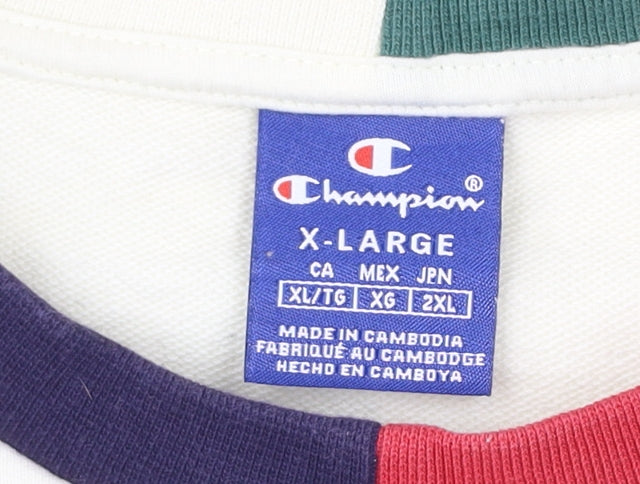 Champion®
X-LARGE
CA MEX JPN
XL/TG XG 2XL
MADE IN CAMBODIA
FABRIQUÉ AU CAMBODGE
HECHO EN CAMBOYA